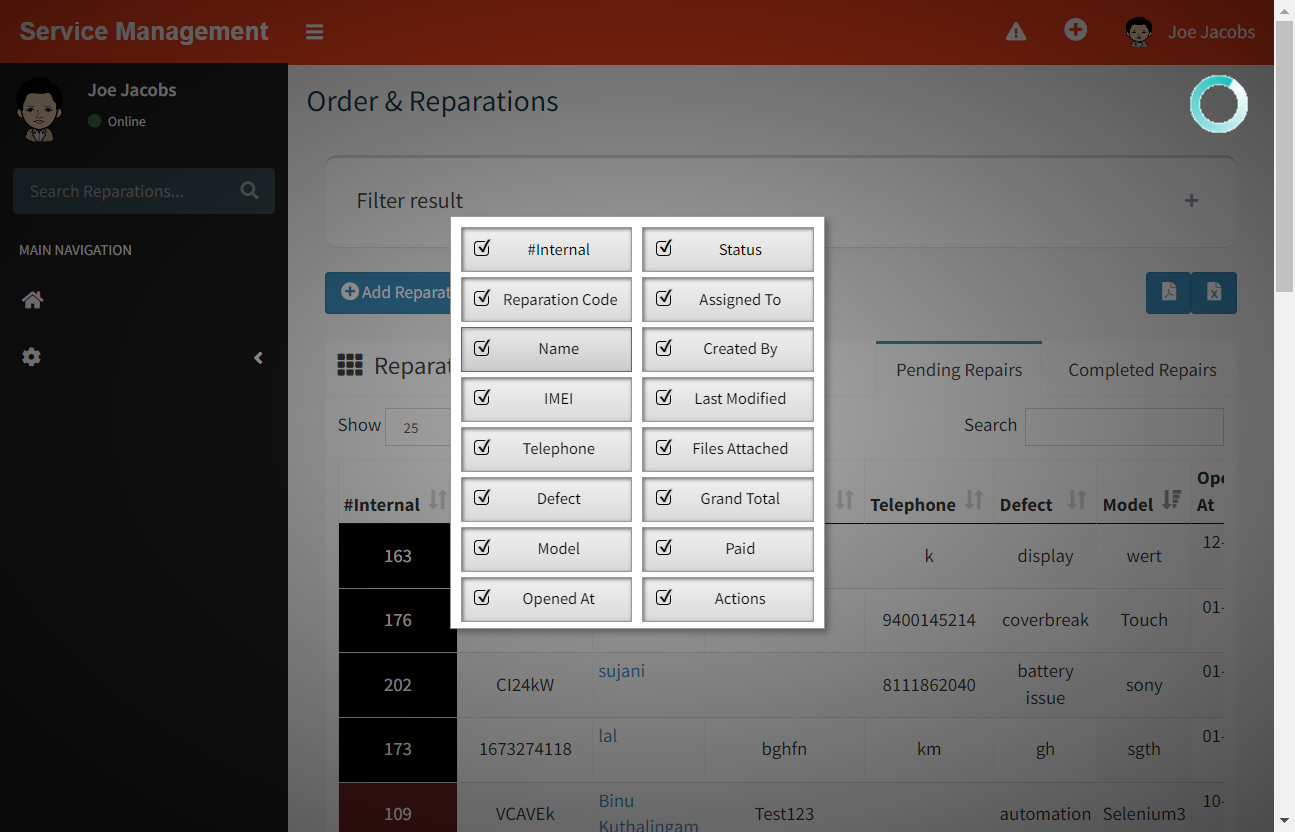 Service Management
Joe Jacobs
Joe Jacobs
Online
Search Reparations...
MAIN NAVIGATION
Order & Reparations
Filter result
Add Reparat
#Internal
Status
Reparation Code
Assigned To
Name
Created By
IMEI
Last Modified
Telephone
Files Attached
Defect
Grand Total
Model
Paid
Opened At
Actions
Reparat
Pending Repairs
Completed Repairs
Show 25
Search
#Internal Telephone Defect Model Ope
At
163 k display wert 12-
176 9400145214 coverbreak Touch 01-
202 CI24kW sujani 8111862040 battery issue sony 01-
173 1673274118 lal bghfn km gh sgth 01-
109 VCAVEk Binu Kuthalingam Test123 automation Selenium3 10-